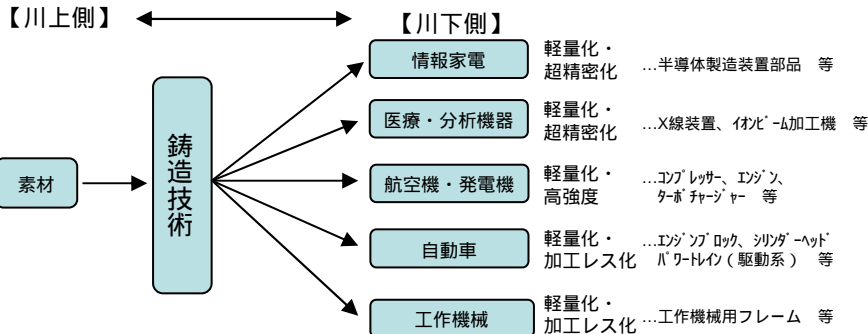 【川上側】
【川下側】
素材
鋳造技術
情報家電
軽量化・
超精密化
…半導体製造装置部品　等
医療・分析機器
軽量化・
超精密化
…X線装置、ｲｵﾝﾋﾞｰﾑ加工機　等
航空機・発電機
軽量化・
高強度
…ｺﾝﾌﾟﾚｯｻｰ、ｴﾝｼﾞﾝ、
ﾀｰﾎﾞﾁｬｰｼﾞｬｰ　等
自動車
軽量化・
加工レス化
…ｴﾝｼﾞﾝﾌﾞﾛｯｸ、ｼﾘﾝﾀﾞｰﾍｯﾄﾞ
ﾊﾟﾜｰﾄﾚｲﾝ（駆動系）　等
工作機械
軽量化・
加工レス化
…工作機械用フレーム　等